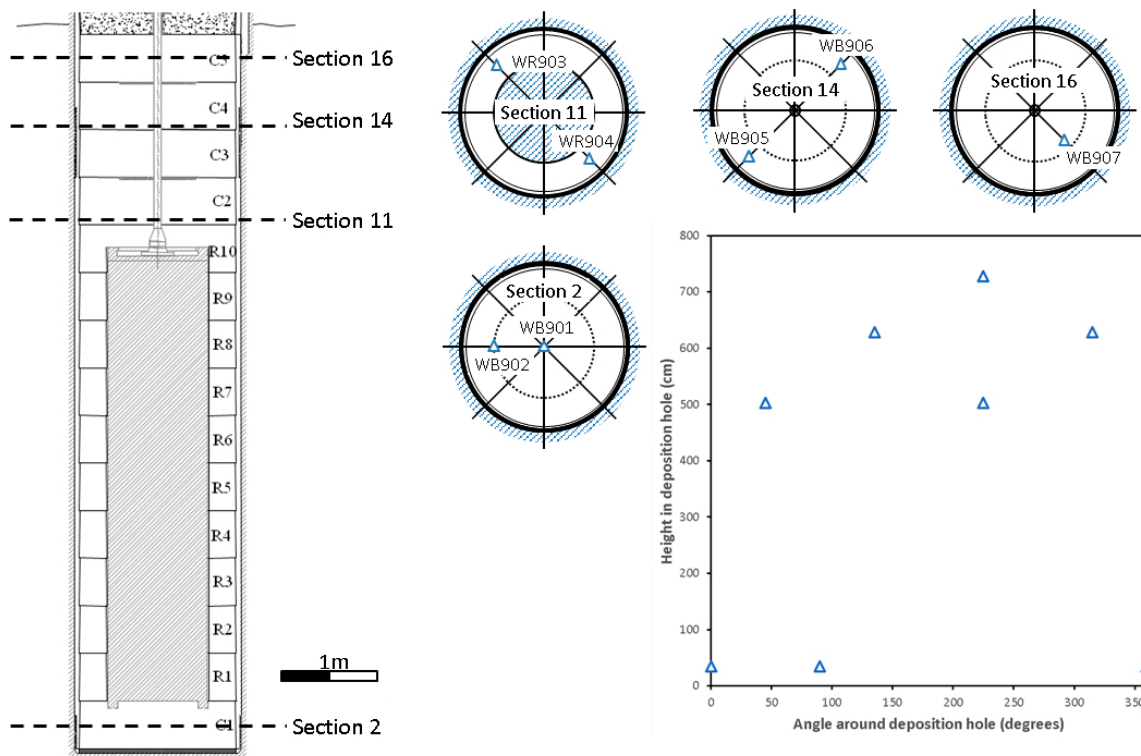 C5
Section 16
C4
Section 14
C3
C2
Section 11
R10
R9
R8
R7
R6
R5
R4
R3
R2
R1
1m
C1
Section 2
WR903
Section 11
WR904
WB906
Section 14
WB905
Section 16
WB907
Section 2
WB901
WB902
Height in deposition hole (cm)
800
700
600
500
400
300
200
100
0
0 50 100 150 200 250 300 350
Angle around deposition hole (degrees)